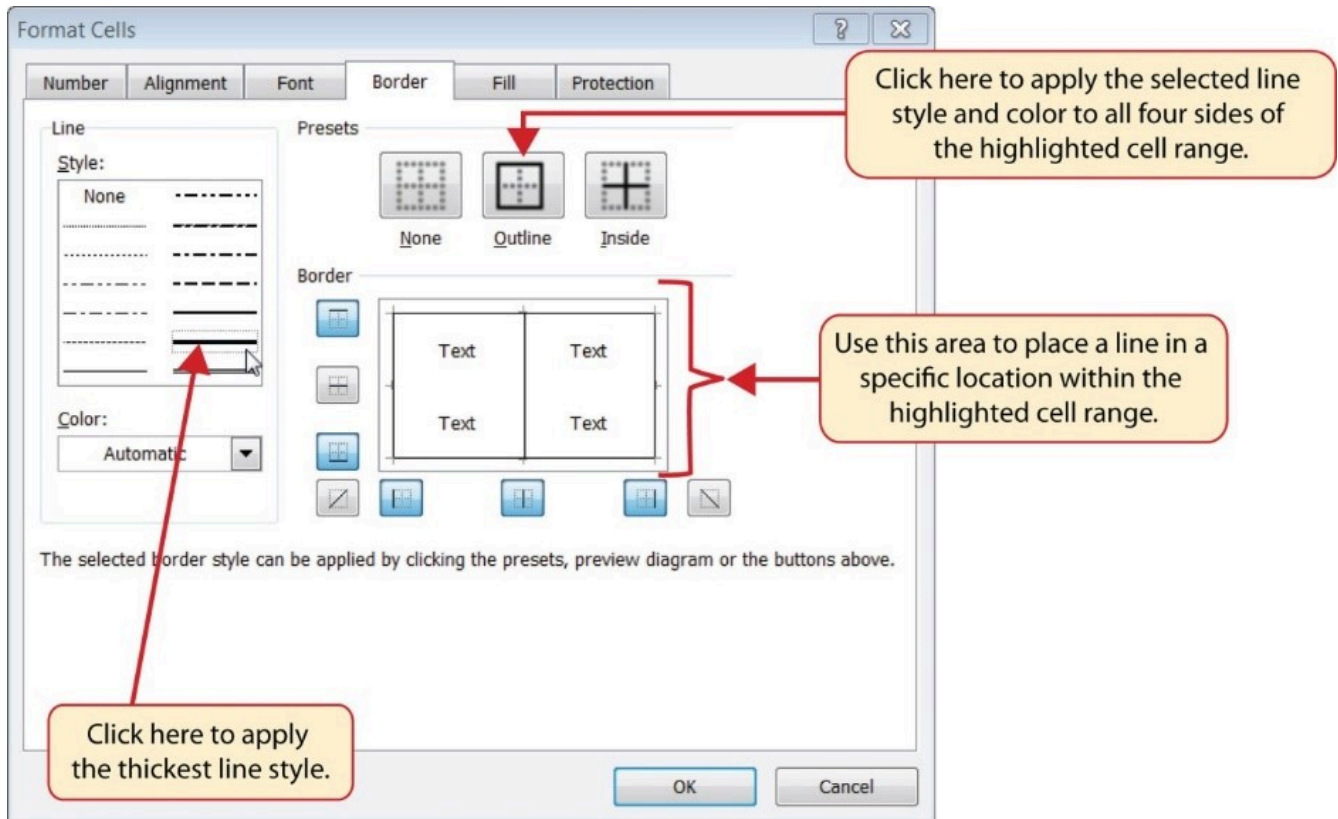 Format Cells
Number Alignment Font Border Fill Protection
Click here to apply the selected line
style and color to all four sides of
the highlighted cell range.
Line
Style:
None
Presets
None Outline Inside
Border
Text Text
Text Text
Use this area to place a line in a
specific location within the
highlighted cell range.
Color:
Automatic
The selected border style can be applied by clicking the presets, preview diagram or the buttons above.
Click here to apply
the thickest line style.
OK Cancel